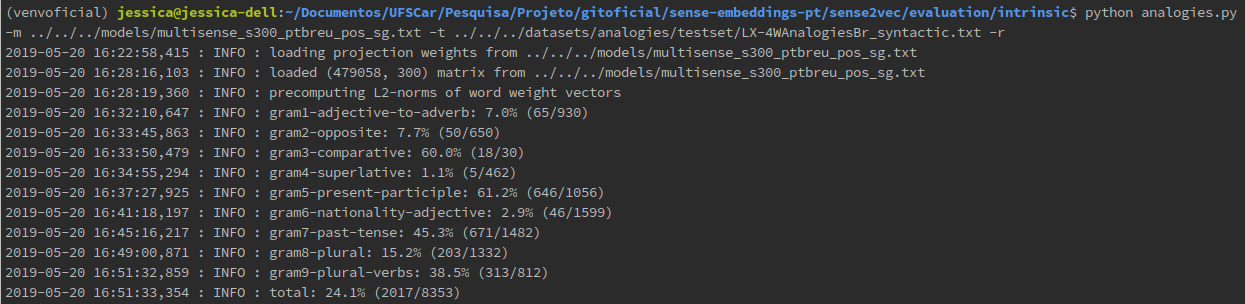 (venvoficial) jessica@jessica-dell:~/Documentos/UFSCar/Pesquisa/Projeto/gitoficial/sense-embeddings-pt/sense2vec/evaluation/intrinsic$ python analogies.py
-m ../../../models/multisense_s300_ptbreu_pos_sg.txt -t ../../../datasets/analogies/testset/LX-4WAnalogiesBr_syntactic.txt -r
2019-05-20 16:22:58,415 : INFO : loading projection weights from ../../../models/multisense_s300_ptbreu_pos_sg.txt
2019-05-20 16:28:16,103 : INFO : loaded (479058, 300) matrix from ../../../models/multisense_s300_ptbreu_pos_sg.txt
2019-05-20 16:28:19,360 : INFO : precomputing L2-norms of word weight vectors
2019-05-20 16:32:10,647 : INFO : gram1-adjective-to-adverb: 7.0% (65/930)
2019-05-20 16:33:45,863 : INFO : gram2-opposite: 7.7% (50/650)
2019-05-20 16:33:50,479 : INFO : gram3-comparative: 60.0% (18/30)
2019-05-20 16:34:55,294 : INFO : gram4-superlative: 1.1% (5/462)
2019-05-20 16:37:27,925 : INFO : gram5-present-participle: 61.2% (646/1056)
2019-05-20 16:41:18,197 : INFO : gram6-nationality-adjective: 2.9% (46/1599)
2019-05-20 16:45:16,217 : INFO : gram7-past-tense: 45.3% (671/1482)
2019-05-20 16:49:00,871 : INFO : gram8-plural: 15.2% (203/1332)
2019-05-20 16:51:32,859 : INFO : gram9-plural-verbs: 38.5% (313/812)
2019-05-20 16:51:33,354 : INFO : total: 24.1% (2017/8353)